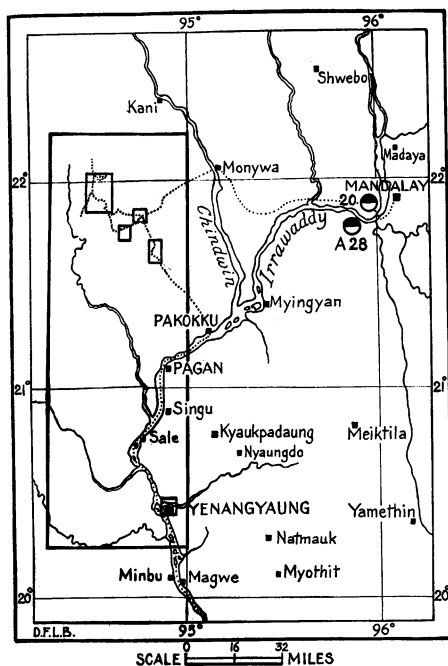 95° 96°
Shwebo
Kani
Madaya
Monywa
22° 22°
MANDALAY
20
Chindwin
Irrawaddy
A 28
Myingyan
PAKOKKU
PAGAN
21° 21°
Singu
Kyaukpadaung
Meiktila
Sale
Nyaungdo
YENANGYAUNG
Yamethin
Natmauk
Minbu Magwe Myothit
20° 20°
D.F.L.B. 95° 96°
0 16 32
SCALE MILES